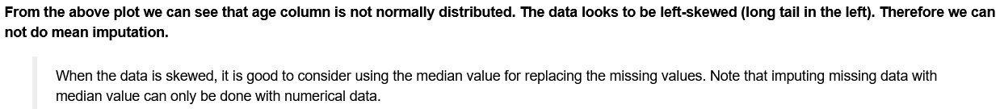 From the above plot we can see that age column is not normally distributed. The data looks to be left-skewed (long tail in the left). Therefore we can
not do mean imputation.
When the data is skewed, it is good to consider using the median value for replacing the missing values. Note that imputing missing data with
median value can only be done with numerical data.